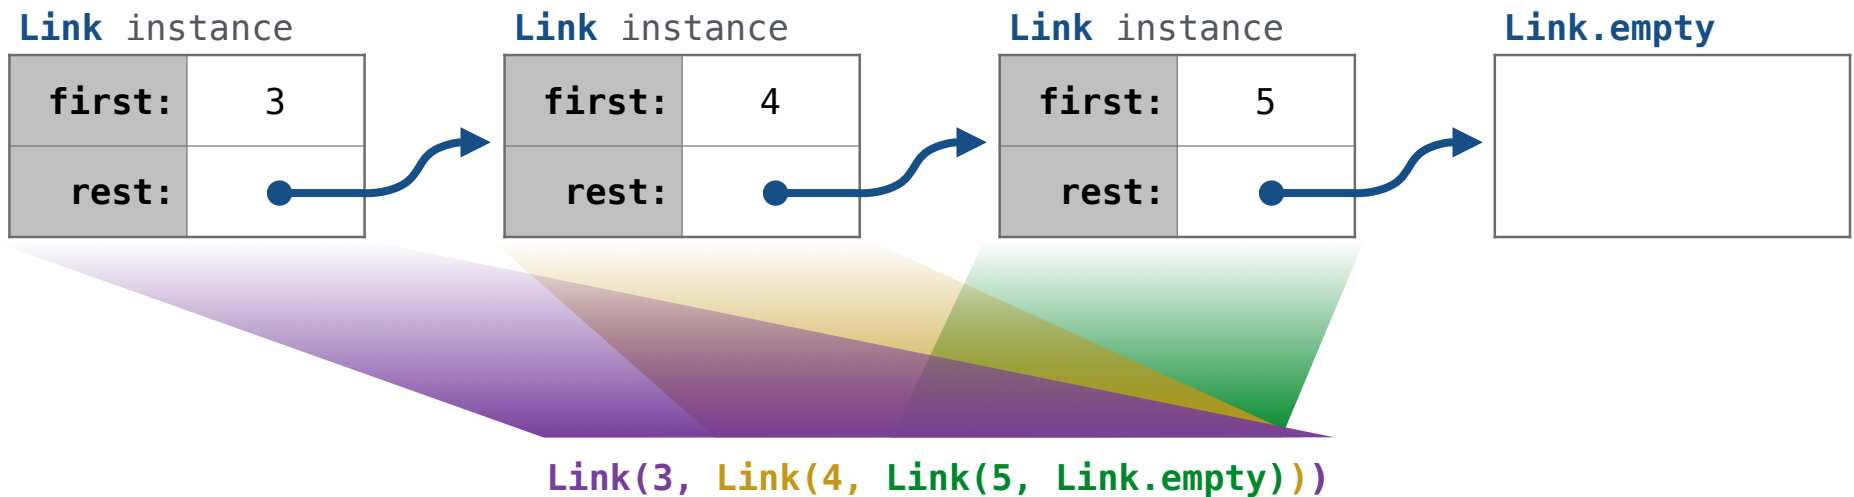 Link instance Link instance Link instance Link.empty
first: 3 first: 4 first: 5
rest: rest: rest:
Link(3, Link(4, Link(5, Link.empty)))